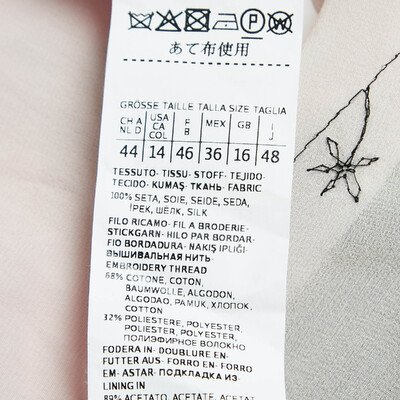 あて布使用
GRÖSSE TAILLE TALLA SIZE TAGLIA
CH A NL D
USA CA COL
F B
MEX
GB
I J
44 14 46 36 16 48
TESSUTO- TISSU- STOFF- TEJIDO-
TECIDO- KUMAŞ- ТКАНЬ- FABRIC
100% SETA, SOIE, SEIDE, SEDA,
İPEK, ШЁЛК, SILK
FILO RICAMO- FIL A BRODERIE-
STICKGARN- HILO PAR BORDAR-
FIO BORDADURA- NAKIŞ IPLIĞI-
ВЫШИВАЛЬНАЯ НИТЬ-
EMBROIDERY THREAD
68% COTONE, COTON,
BAUMWOLLE, ALGODON,
ALGODAO, PAMUK, ХЛОПОК,
COTTON
32% POLIESTERE, POLYESTER,
POLIESTER, POLYESTER,
ПОЛИЭФИРНОЕ ВОЛОКНО
FODERA IN- DOUBLURE EN-
FUTTER AUS- FORRO EN- FORRO
EM- ASTAR- ПОДКЛАДКА ИЗ-
LINING IN
89% ACETATO, ACETATE, ACETAT,